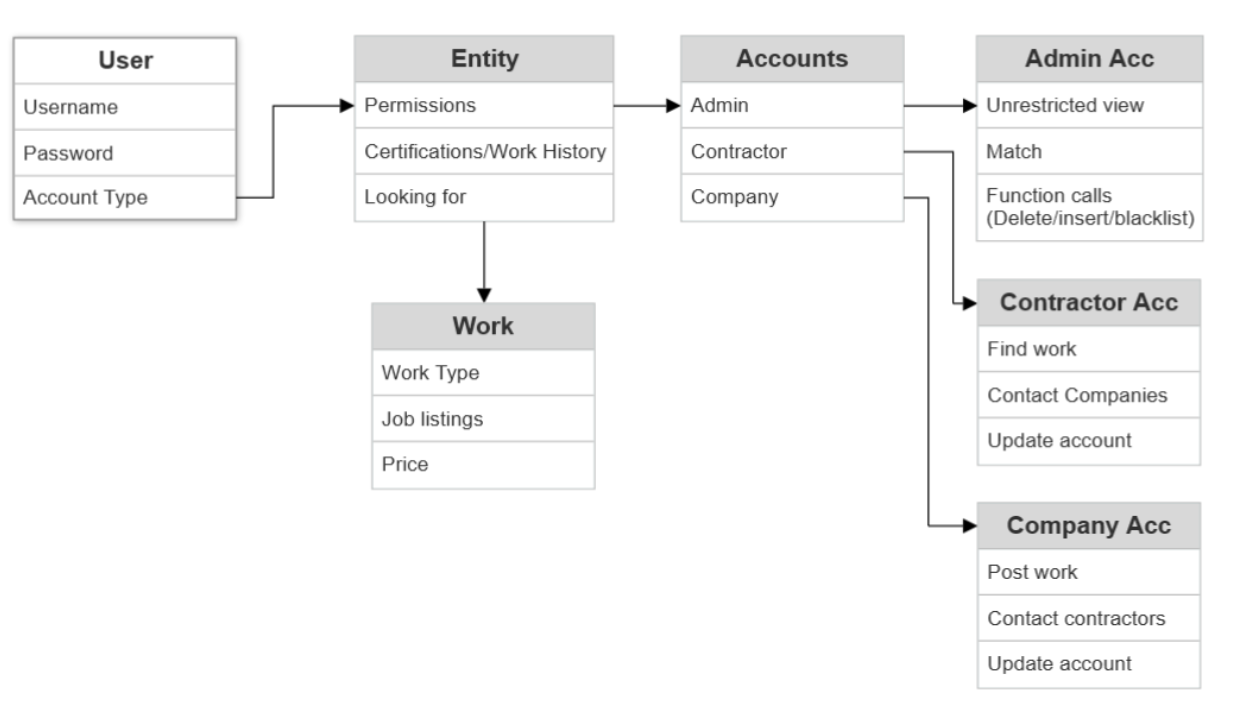 User
Username
Password
Account Type
Entity
Permissions
Certifications/Work History
Looking for
Accounts
Admin
Contractor
Company
Admin Acc
Unrestricted view
Match
Function calls
(Delete/insert/blacklist)
Work
Work Type
Job listings
Price
Contractor Acc
Find work
Contact Companies
Update account
Company Acc
Post work
Contact contractors
Update account